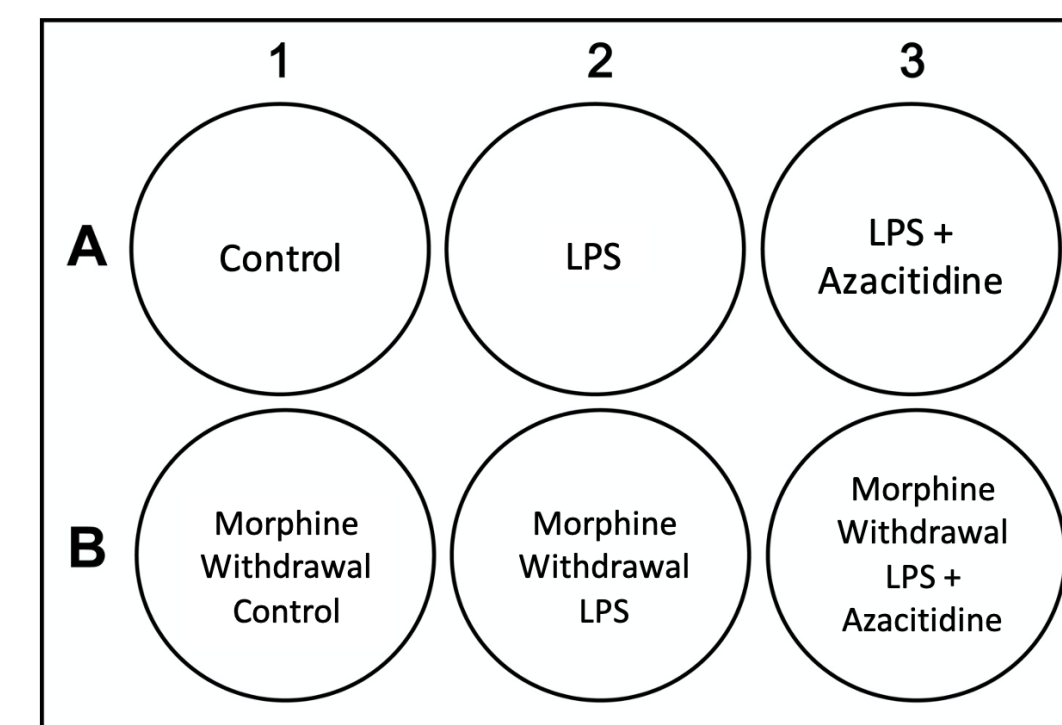 1 2 3
A
Control
LPS
LPS +
Azacitidine
B
Morphine
Withdrawal
Control
Morphine
Withdrawal
LPS
Morphine
Withdrawal
LPS +
Azacitidine